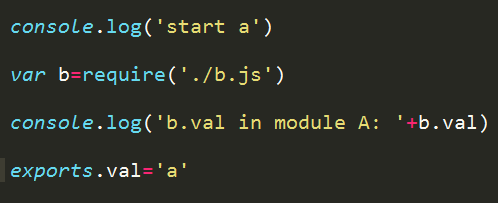 console.log('start a')
var b=require('./b.js')
console.log('b.val in module A: '+b.val)
exports.val='a'